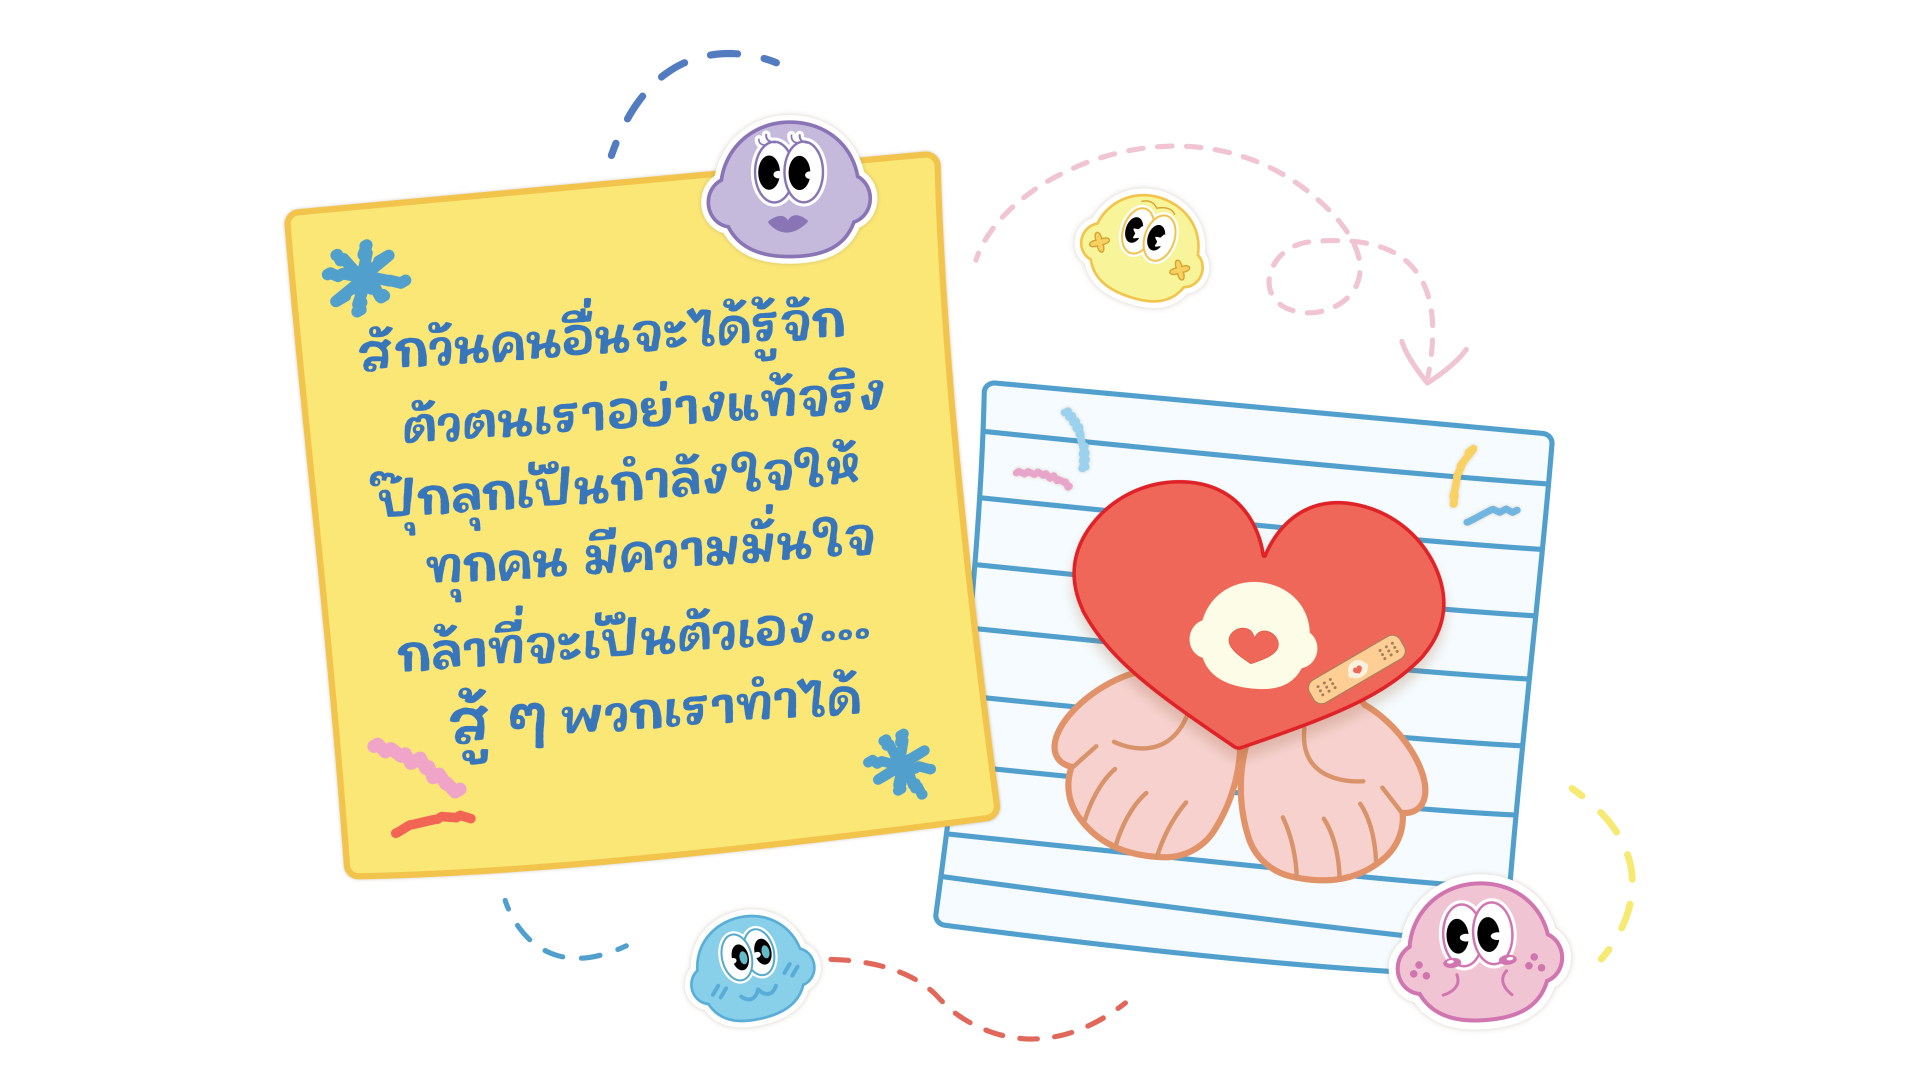 สักวันคนอื่นจะได้รู้จัก
ตัวตนเราอย่างแท้จริง
ปุ๊กลุกเป็นกำลังใจให้
ทุกคน มีความมั่นใจ
กล้าที่จะเป็นตัวเอง...
สู้ ๆ พวกเราทำได้